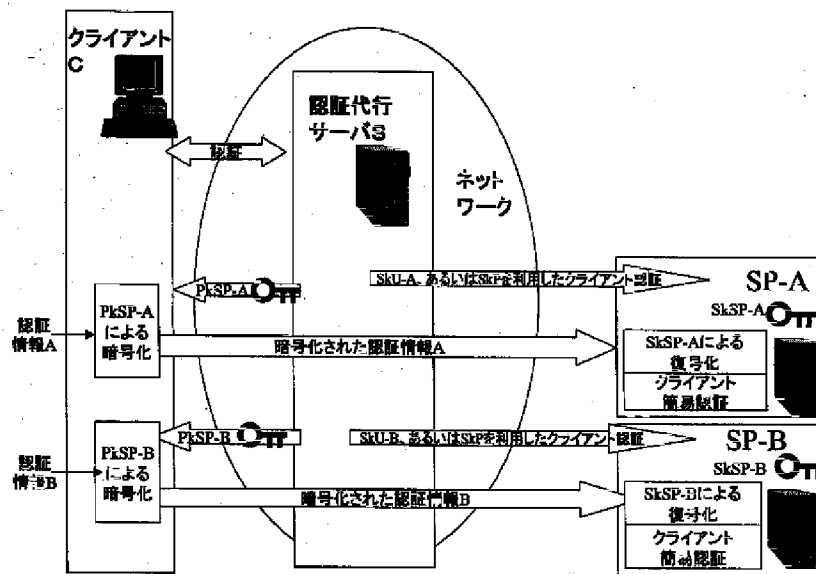 クライアント
C
認証代行
サーバS
認証
ネット
ワーク
PkSP-A
SkU-A、あるいはSkPを利用したクライアント認証
SP-A
SkSP-A
認証
情報A
PkSP-A
による
暗号化
暗号化された認証情報A
SkSP-Aによる
復号化
クライアント
簡易認証
PkSP-B
SkU-B、あるいはSkPを利用したクライアント認証
SP-B
SkSP-B
認証
情報B
PkSP-B
による
暗号化
暗号化された認証情報B
SkSP-Bによる
復号化
クライアント
簡易認証